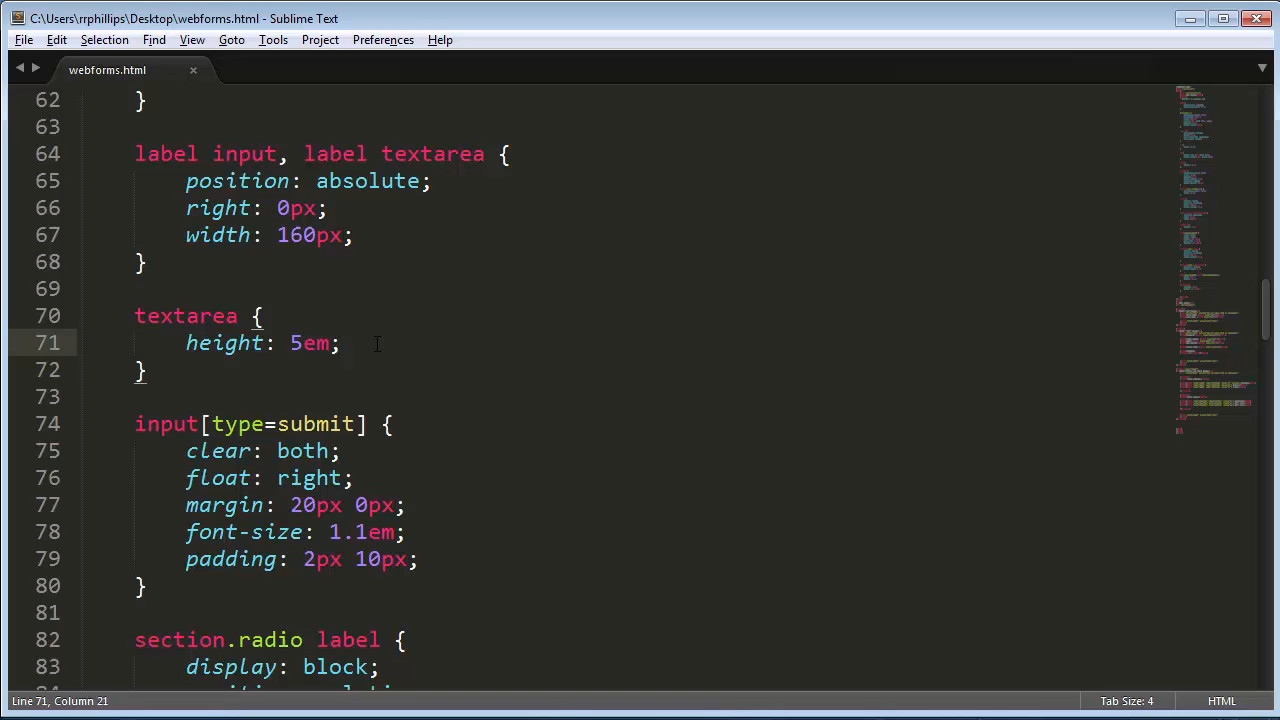 C:\Users\rrphillips\Desktop\webforms.html - Sublime Text
File Edit Selection Find View Goto Tools Project Preferences Help
webforms.html
62 }
63
64 label input, label textarea {
65 position: absolute;
66 right: 0px;
67 width: 160px;
68 }
69
70 textarea {
71 height: 5em;
72 }
73
74 input[type=submit] {
75 clear: both;
76 float: right;
77 margin: 20px 0px;
78 font-size: 1.1em;
79 padding: 2px 10px;
80 }
81
82 section.radio label {
83 display: block;
Line 71, Column 21 Tab Size: 4 HTML